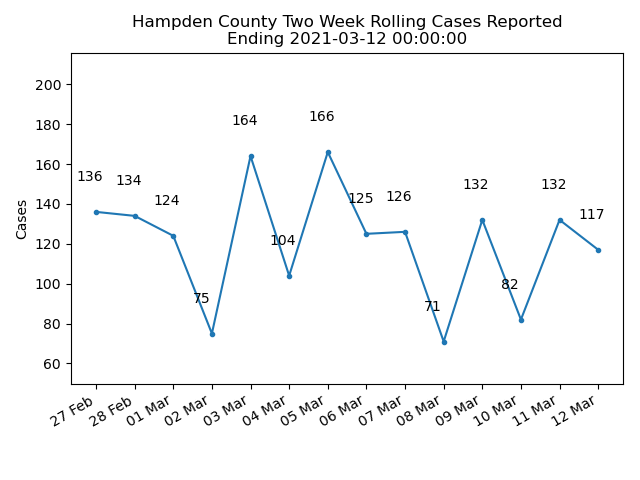 Hampden County Two Week Rolling Cases Reported
Ending 2021-03-12 00:00:00
Cases
200
180
160
140
120
100
80
60
136
134
124
75
164
104
166
125
126
71
132
82
132
117
27 Feb
28 Feb
01 Mar
02 Mar
03 Mar
04 Mar
05 Mar
06 Mar
07 Mar
08 Mar
09 Mar
10 Mar
11 Mar
12 Mar